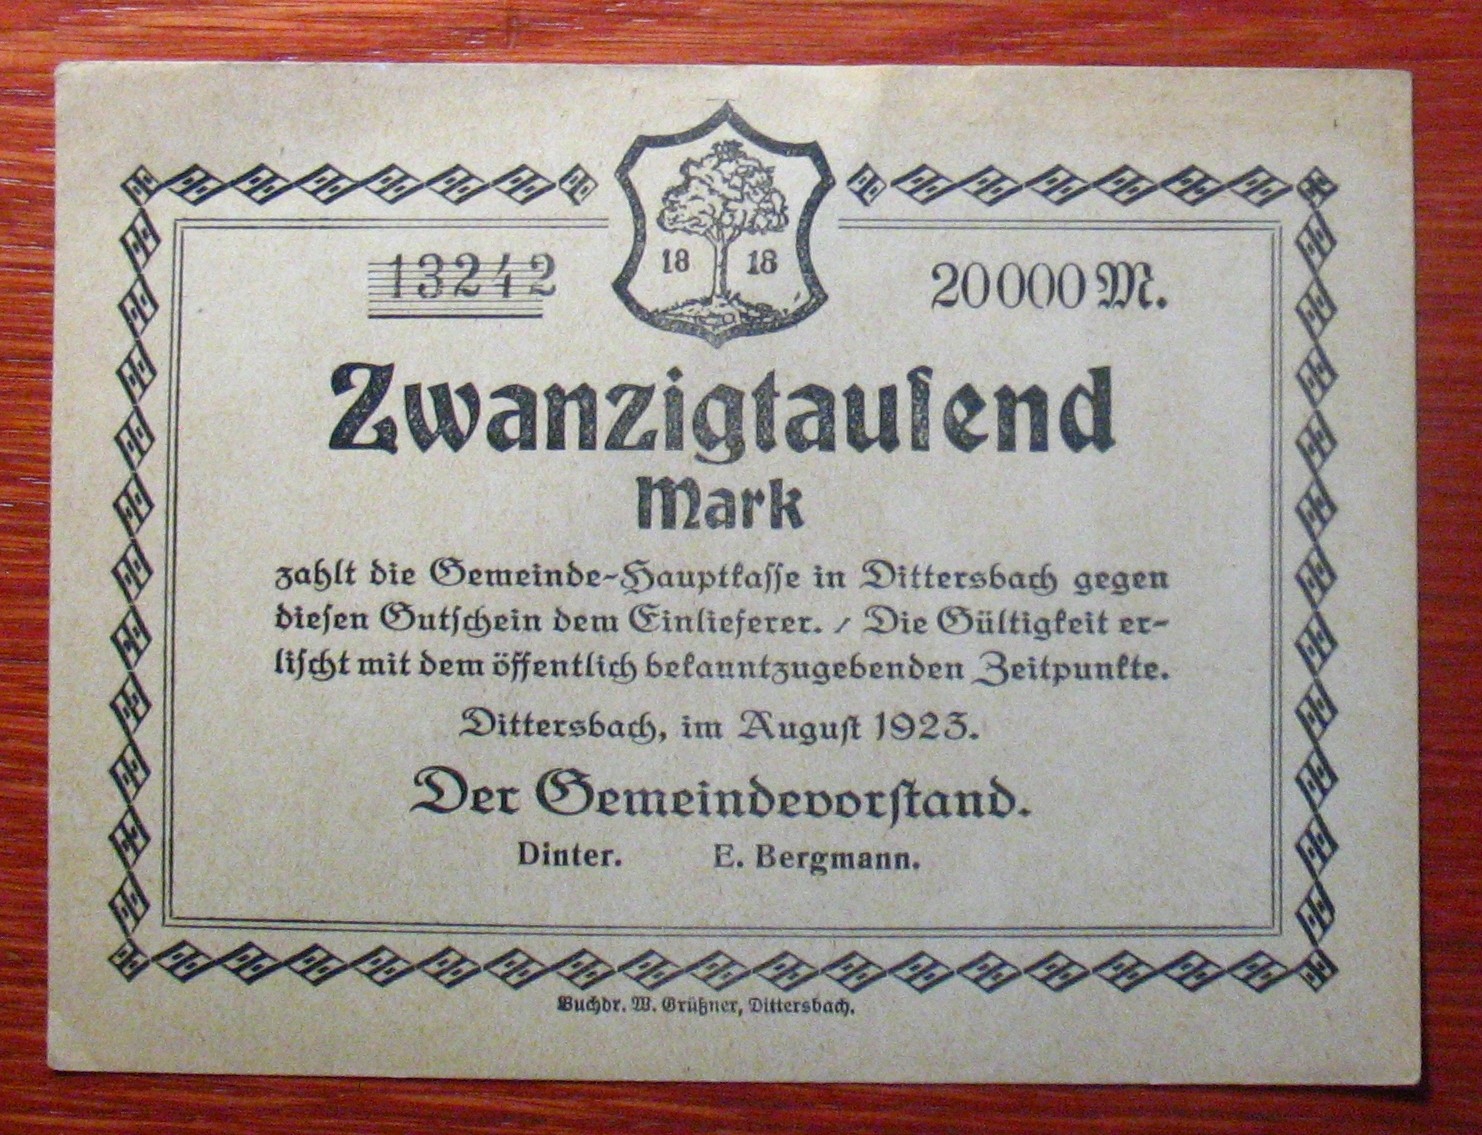 18 18
13242
20000 M.
Zwanzigtauſend
Mark
zahlt die Gemeinde-Hauptkaſſe in Dittersbach gegen
dieſen Gutſchein dem Einlieferer. / Die Gültigkeit er-
liſcht mit dem öffentlich bekanntzugebenden Zeitpunkte.
Dittersbach, im Auguſt 1923.
Der Gemeindevorſtand.
Dinter. E. Bergmann.
Buchdr. W. Grüßner, Dittersbach.